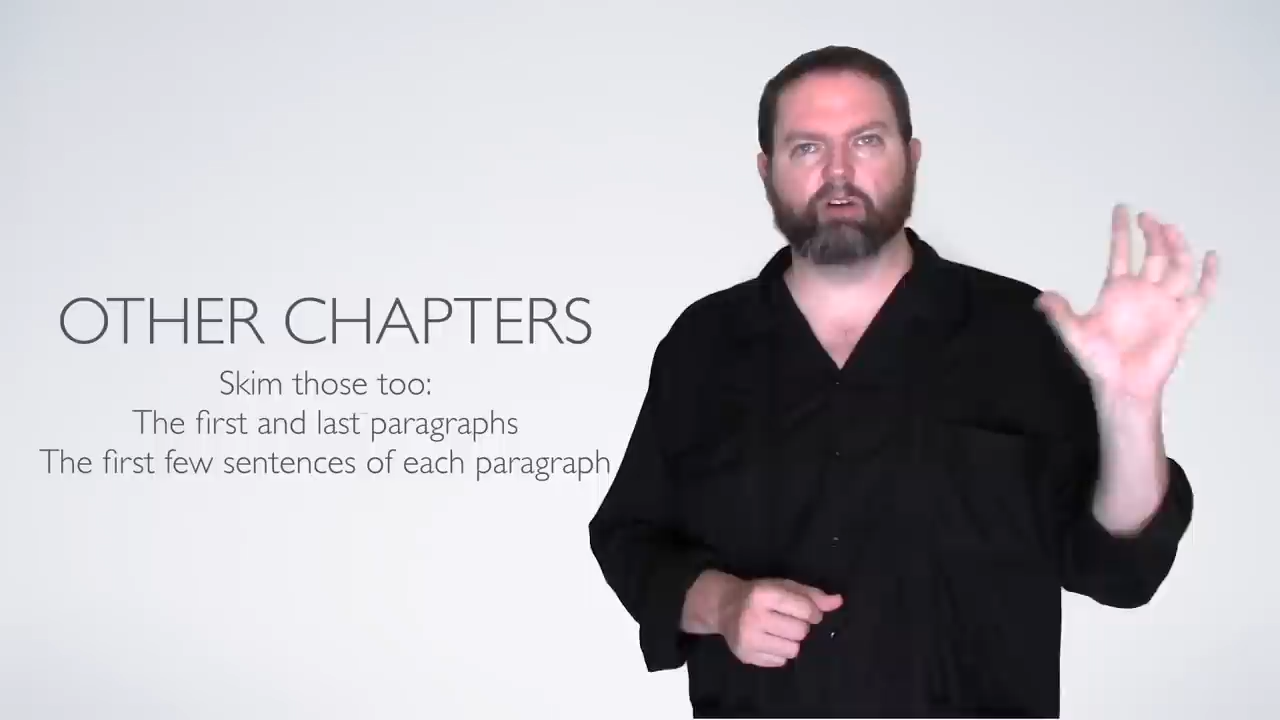 OTHER CHAPTERS
Skim those too:
The first and last paragraphs
The first few sentences of each paragraph